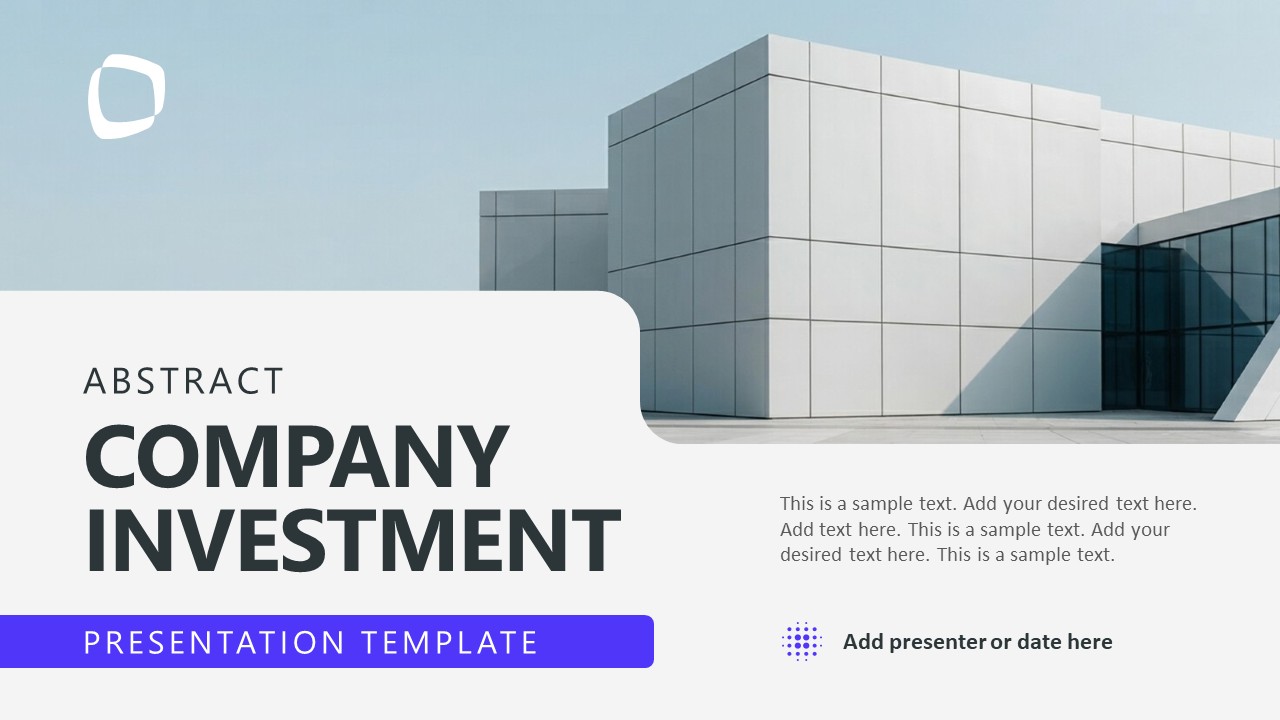 ABSTRACT
COMPANY
INVESTMENT
PRESENTATION TEMPLATE
This is a sample text. Add your desired text here.
Add text here. This is a sample text. Add your
desired text here. This is a sample text.
Add presenter or date here